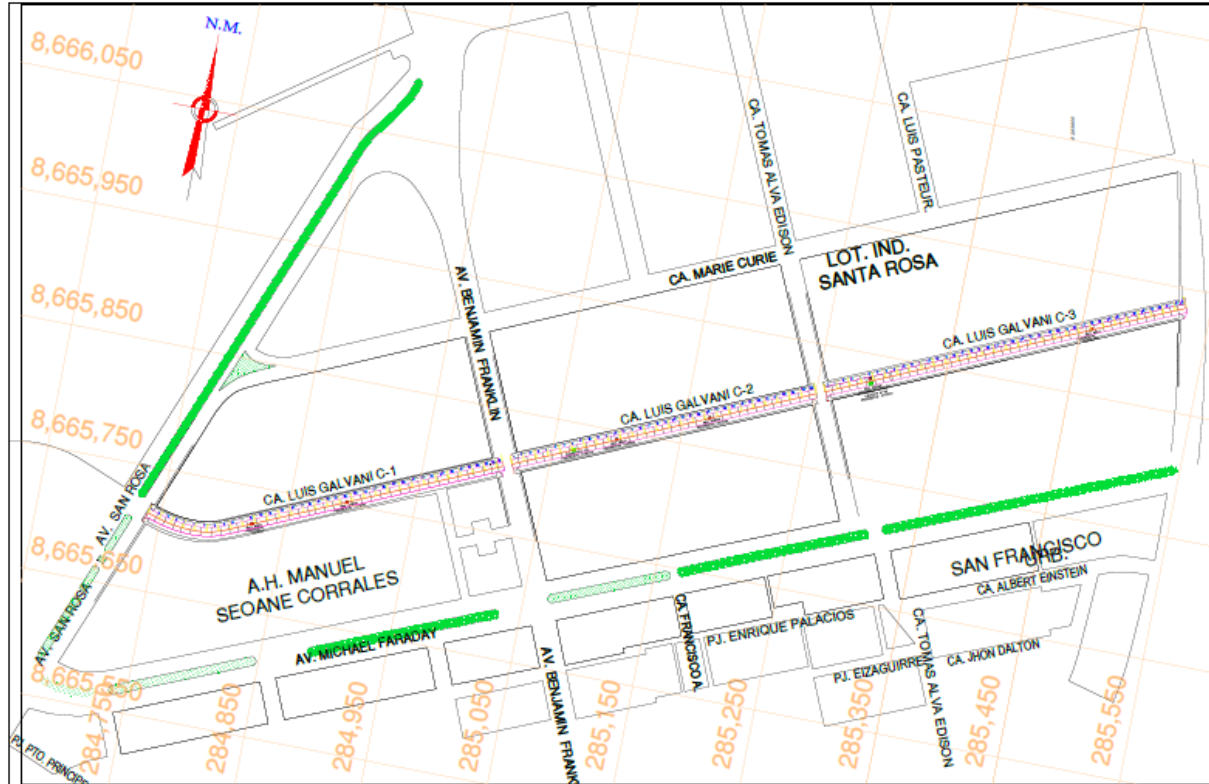 N.M.
8,666,050
8,665,950
8,665,850
8,665,750
8,665,650
8,665,550
284,750
284,850
284,950
285,050
285,150
285,250
285,350
285,450
285,550
CA. TOMAS ALVA EDISON
CA. LUIS PASTEUR.
CA. MARIE CURIE
LOT. IND.
SANTA ROSA
AV. BENJAMIN FRANKLIN
CA. LUIS GALVANI C-3
CA. LUIS GALVANI C-2
CA. LUIS GALVANI C-1
AV. SAN ROSA
AV. SAN ROSA
A.H. MANUEL
SEOANE CORRALES
SAN FRANCISCO
URB.
CA. ALBERT EINSTEIN
AV. MICHAEL FARADAY
CA FRANCISCO A.
PJ. ENRIQUE PALACIOS
PJ. EIZAGUIRRE
CA. JHON DALTON
CA. TOMAS ALVA EDISON
AV. BENJAMIN FRANK
PJ. PTO. PRINCIPE